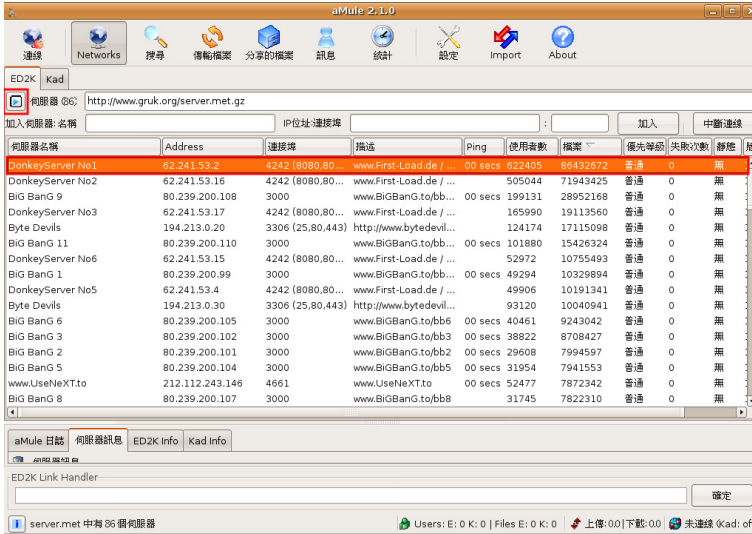 aMule 2.1.0
連線 Networks 搜尋 傳輸檔案 分享的檔案 訊息 統計 設定 Import About
ED2K Kad
伺服器 (86) http://www.gruk.org/server.met.gz
加入伺服器: 名稱 IP位址:連接埠 : 加入 中斷連線
伺服器名稱 Address 連接埠 描述 Ping 使用者數 檔案 優先等級 失敗次數 靜態
DonkeyServer No1 62.241.53.2 4242 (8080,80... www.First-Load.de / ... 00 secs 622405 86432672 普通 0 無
DonkeyServer No2 62.241.53.16 4242 (8080,80... www.First-Load.de / ... 505044 71943425 普通 0 無
BiG BanG 9 80.239.200.108 3000 www.BiGBanG.to/bb... 00 secs 199131 28952168 普通 0 無
DonkeyServer No3 62.241.53.17 4242 (8080,80... www.First-Load.de / ... 165990 19113560 普通 0 無
Byte Devils 194.213.0.20 3306 (25,80,443) http://www.bytedevil... 124174 17115098 普通 0 無
BiG BanG 11 80.239.200.110 3000 www.BiGBanG.to/bb... 00 secs 101880 15426324 普通 0 無
DonkeyServer No6 62.241.53.15 4242 (8080,80... www.First-Load.de / ... 52972 10755493 普通 0 無
BiG BanG 1 80.239.200.99 3000 www.BiGBanG.to/bb... 00 secs 49294 10329894 普通 0 無
DonkeyServer No5 62.241.53.4 4242 (8080,80... www.First-Load.de / ... 49906 10191341 普通 0 無
Byte Devils 194.213.0.30 3306 (25,80,443) http://www.bytedevil... 93120 10040941 普通 0 無
BiG BanG 6 80.239.200.105 3000 www.BiGBanG.to/bb6 00 secs 40461 9243042 普通 0 無
BiG BanG 3 80.239.200.102 3000 www.BiGBanG.to/bb3 00 secs 38822 8708427 普通 0 無
BiG BanG 2 80.239.200.101 3000 www.BiGBanG.to/bb2 00 secs 29608 7994597 普通 0 無
BiG BanG 5 80.239.200.104 3000 www.BiGBanG.to/bb5 00 secs 31954 7941553 普通 0 無
www.UseNeXT.to 212.112.243.146 4661 www.UseNeXT.to 00 secs 52477 7872342 普通 0 無
BiG BanG 8 80.239.200.107 3000 www.BiGBanG.to/bb8 31745 7822310 普通 0 無
aMule 日誌 伺服器訊息 ED2K Info Kad Info
ED2K Link Handler
確定
server.met 中有 86 個伺服器 Users: E: 0 K: 0 | Files E: 0 K: 0 上傳: 0.0 | 下載: 0.0 未連線 (Kad: of